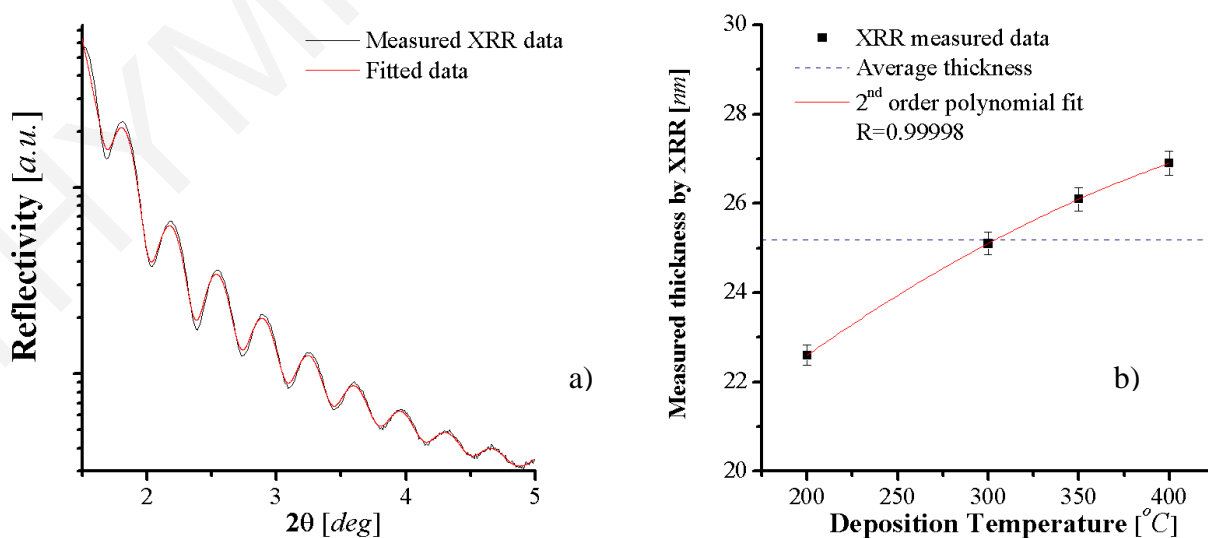 HYM
Measured XRR data
Fitted data
Reflectivity [a.u.]
a)
2 3 4 5
2θ [deg]
XRR measured data
Average thickness
2nd order polynomial fit
R=0.99998
Measured thickness by XRR [nm]
30
28
26
24
22
20
b)
200 250 300 350 400
Deposition Temperature [°C]